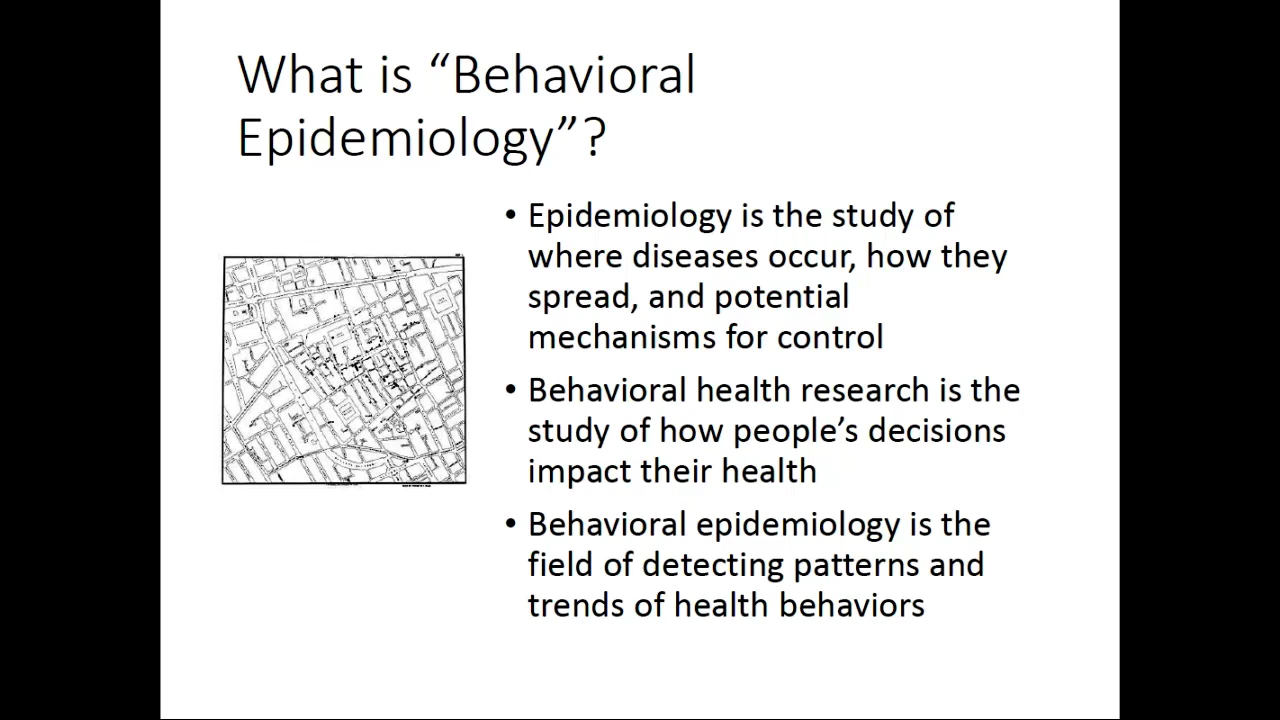 What is “Behavioral
Epidemiology”?
• Epidemiology is the study of
where diseases occur, how they
spread, and potential
mechanisms for control
• Behavioral health research is the
study of how people’s decisions
impact their health
• Behavioral epidemiology is the
field of detecting patterns and
trends of health behaviors